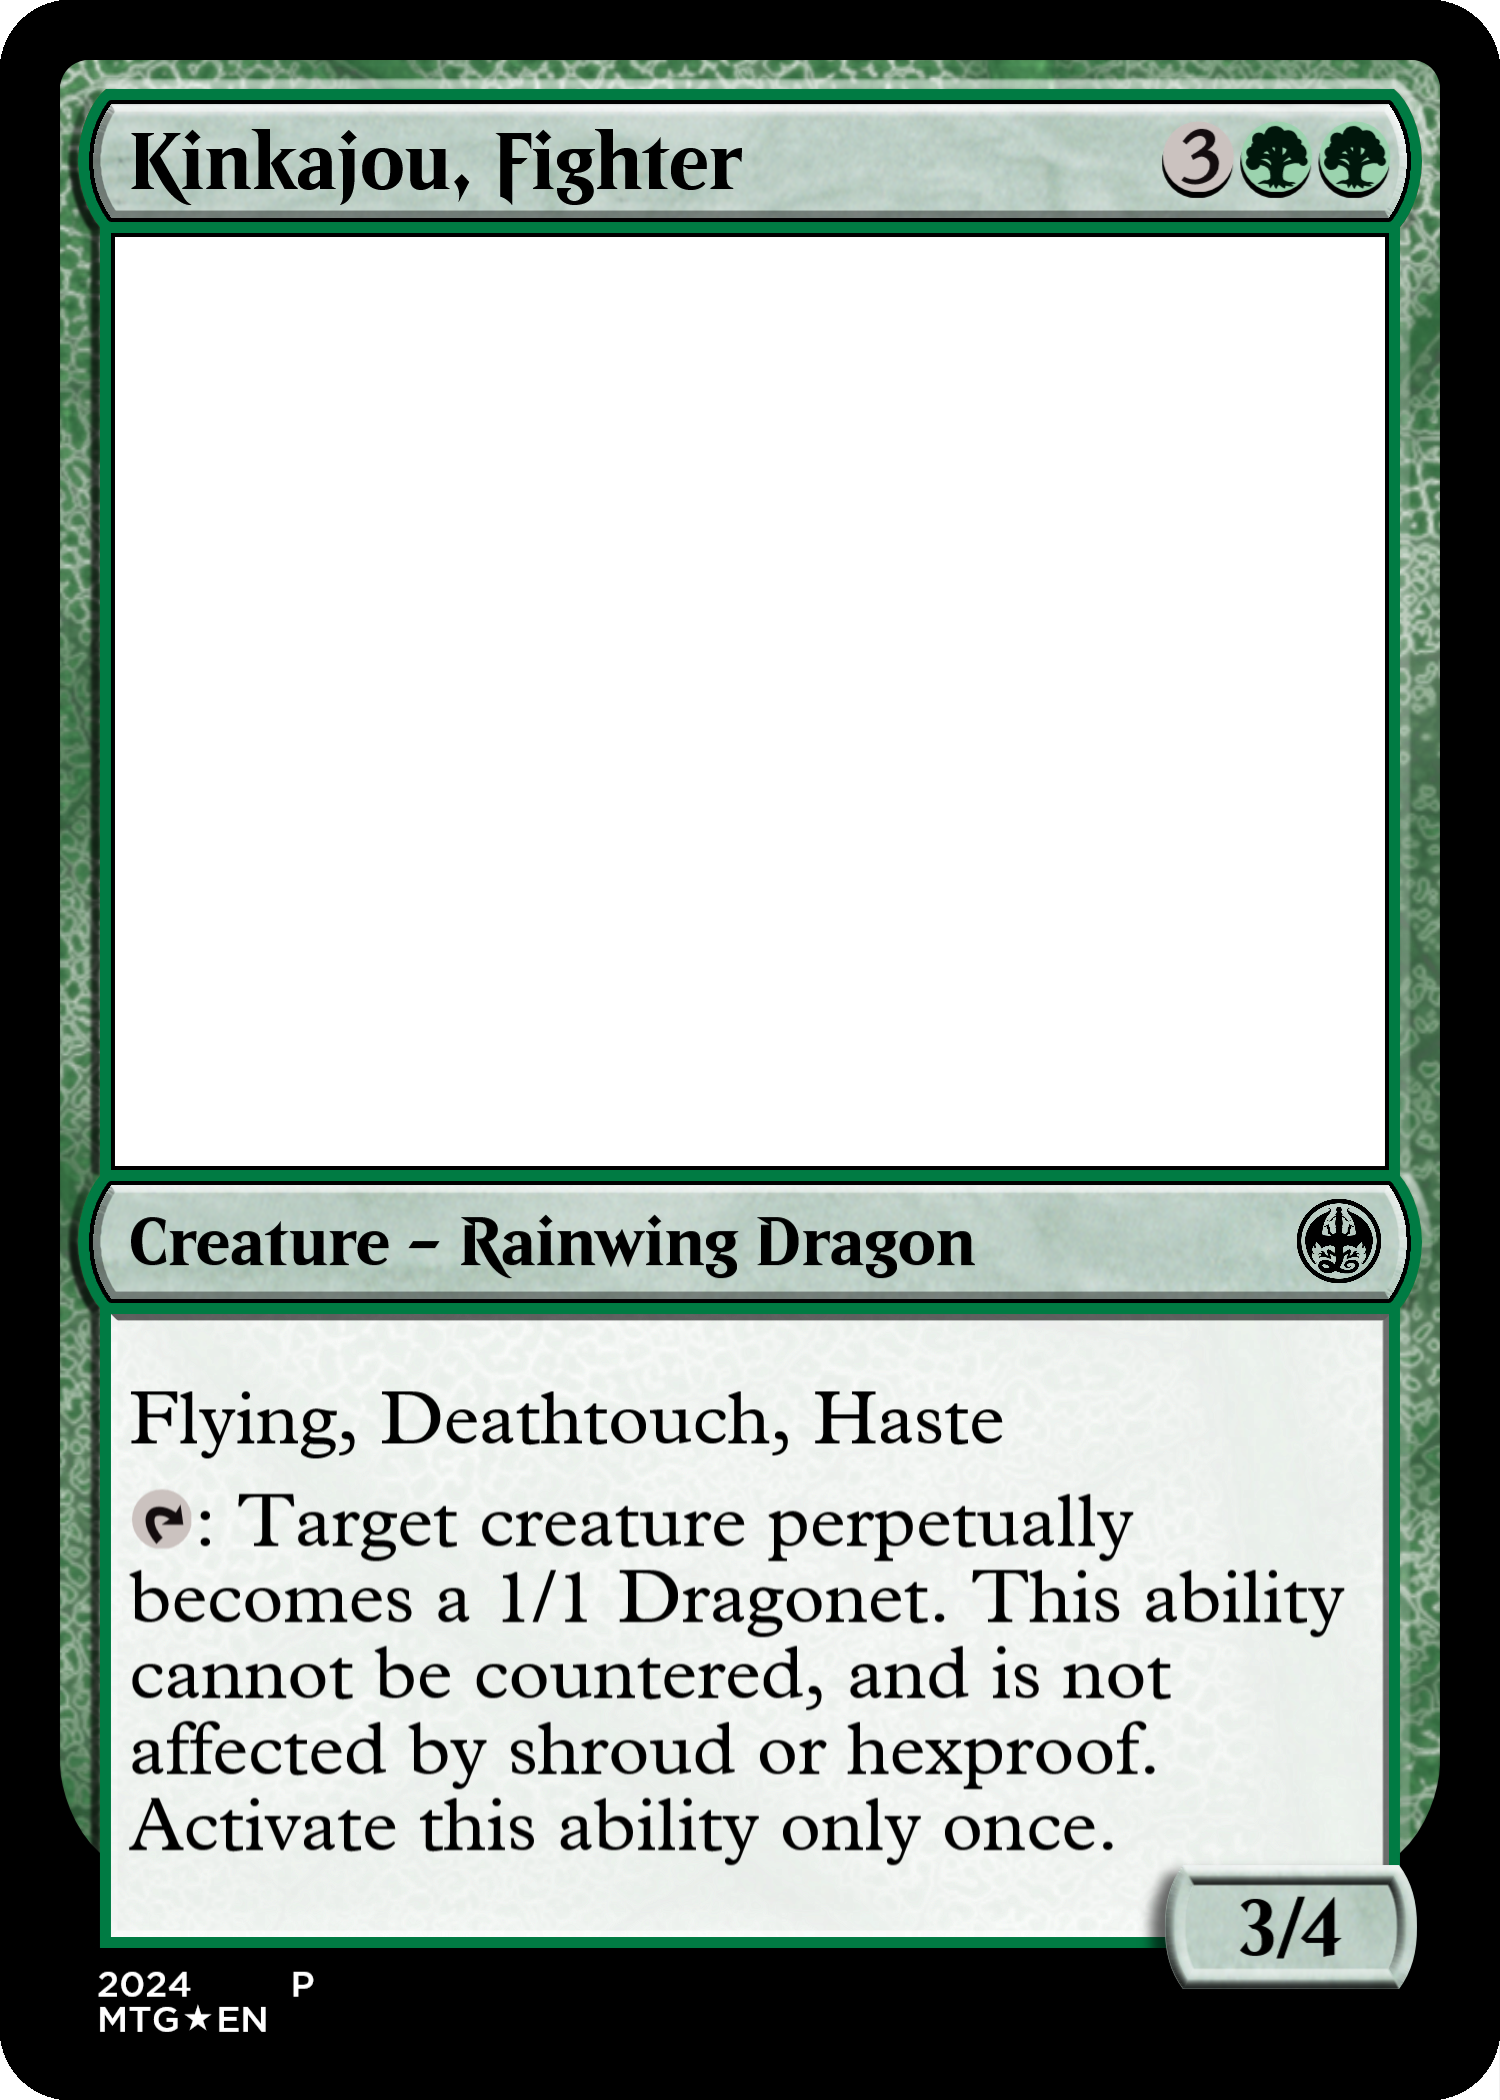 Kinkajou, Fighter 3
Creature – Rainwing Dragon
Flying, Deathtouch, Haste
: Target creature perpetually
becomes a 1/1 Dragonet. This ability
cannot be countered, and is not
affected by shroud or hexproof.
Activate this ability only once.
3/4
2024 P
MTG★EN